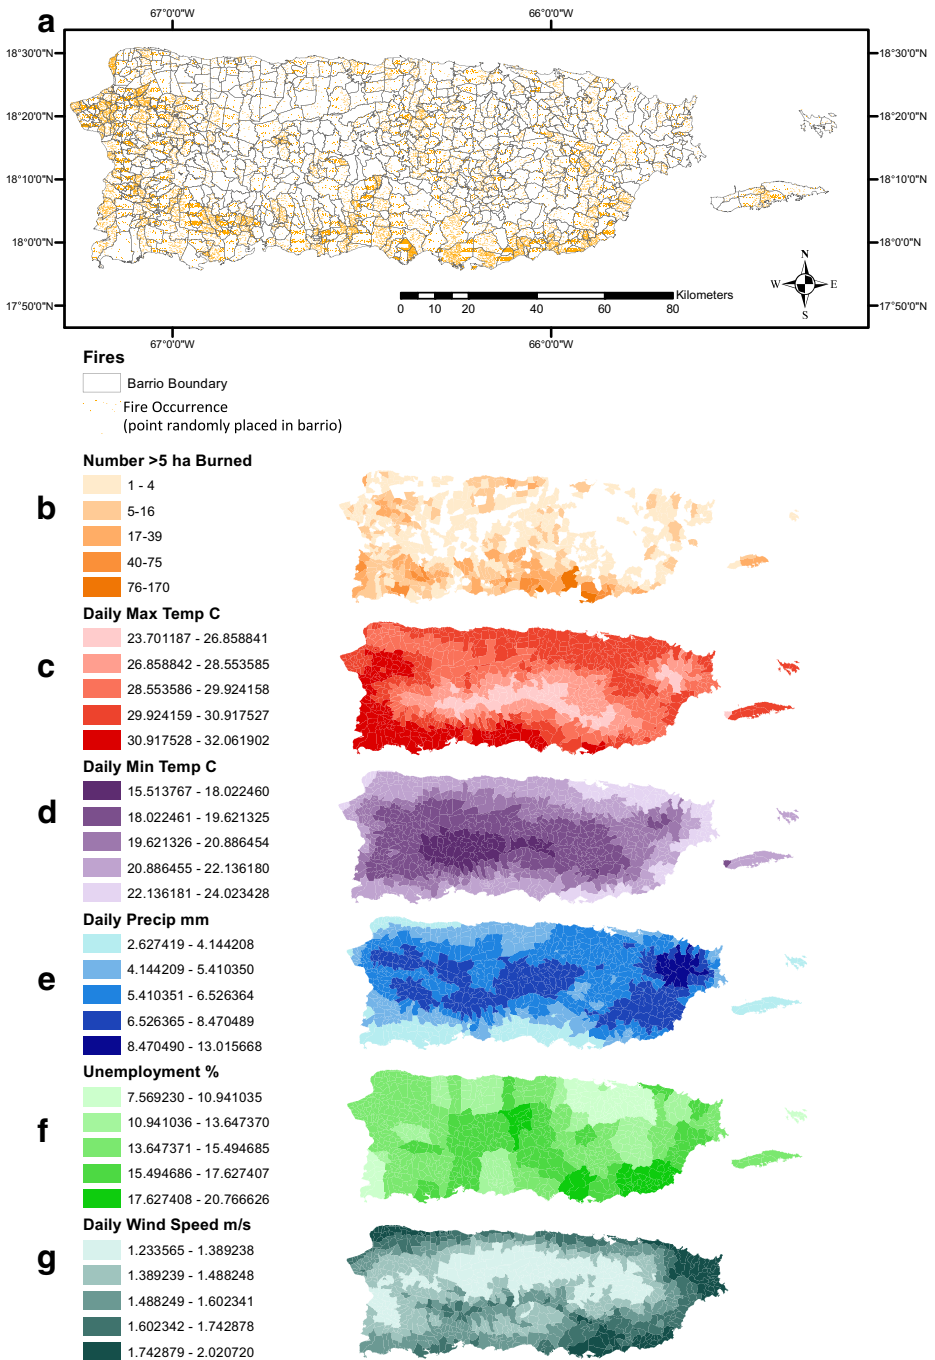 a
67°0'0"W 66°0'0"W
18°30'0"N 18°30'0"N
18°20'0"N 18°20'0"N
18°10'0"N 18°10'0"N
18°0'0"N 18°0'0"N
17°50'0"N 17°50'0"N
N
W E
S
Kilometers
0 10 20 40 60 80
67°0'0"W 66°0'0"W
Fires
Barrio Boundary
Fire Occurrence
(point randomly placed in barrio)
b
Number >5 ha Burned
1 - 4
5-16
17-39
40-75
76-170
c
Daily Max Temp C
23.701187 - 26.858841
26.858842 - 28.553585
28.553586 - 29.924158
29.924159 - 30.917527
30.917528 - 32.061902
d
Daily Min Temp C
15.513767 - 18.022460
18.022461 - 19.621325
19.621326 - 20.886454
20.886455 - 22.136180
22.136181 - 24.023428
e
Daily Precip mm
2.627419 - 4.144208
4.144209 - 5.410350
5.410351 - 6.526364
6.526365 - 8.470489
8.470490 - 13.015668
f
Unemployment %
7.569230 - 10.941035
10.941036 - 13.647370
13.647371 - 15.494685
15.494686 - 17.627407
17.627408 - 20.766626
g
Daily Wind Speed m/s
1.233565 - 1.389238
1.389239 - 1.488248
1.488249 - 1.602341
1.602342 - 1.742878
1.742879 - 2.020720